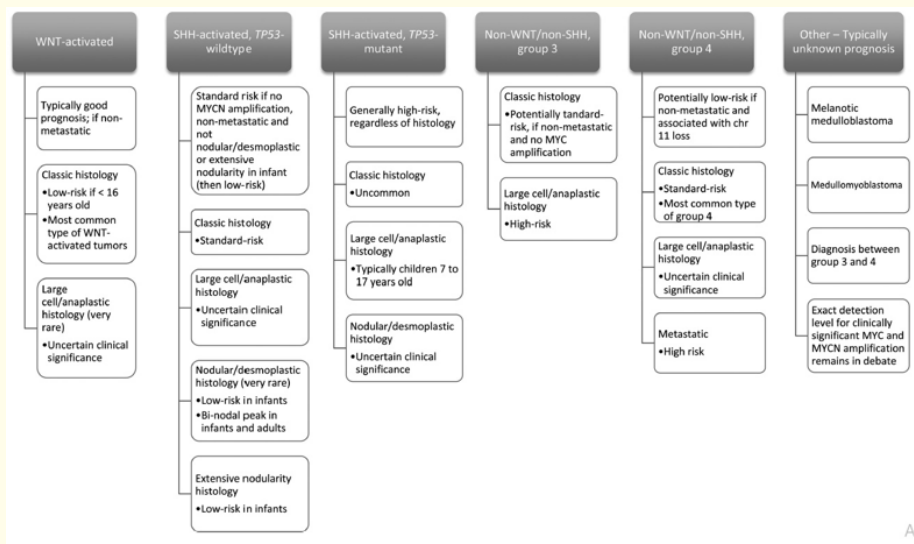 WNT-activated
Typically good
prognosis; if non-
metastatic
Classic histology
•Low-risk if < 16
years old
•Most common
type of WNT-
activated tumors
Large
cell/anaplastic
histology (very
rare)
•Uncertain clinical
significance
SHH-activated, TP53-
wildtype
Standard risk if no
MYCN amplification,
non-metastatic and
not
nodular/desmoplastic
or extensive
nodularity in infant
(then low-risk)
Classic histology
•Standard-risk
Large cell/anaplastic
histology
•Uncertain clinical
significance
Nodular/desmoplastic
histology (very rare)
•Low-risk in infants
•Bi-nodal peak in
infants and adults
Extensive nodularity
histology
•Low-risk in infants
SHH-activated, TP53-
mutant
Generally high-risk,
regardless of histology
Classic histology
•Uncommon
Large cell/anaplastic
histology
•Typically children 7 to
17 years old
Nodular/desmoplastic
histology
•Uncertain clinical
significance
Non-WNT/non-SHH,
group 3
Classic histology
•Potentially tandard-
risk, if non-metastatic
and no MYC
amplification
Large cell/anaplastic
histology
•High-risk
Non-WNT/non-SHH,
group 4
Potentially low-risk if
non-metastatic and
associated with chr
11 loss
Classic histology
•Standard-risk
•Most common type of
group 4
Large cell/anaplastic
histology
•Uncertain clinical
significance
Metastatic
•High risk
Other – Typically
unknown prognosis
Melanotic
medulloblastoma
Medullomyoblastoma
Diagnosis between
group 3 and 4
Exact detection
level for clinically
significant MYC and
MYCN amplification
remains in debate
A